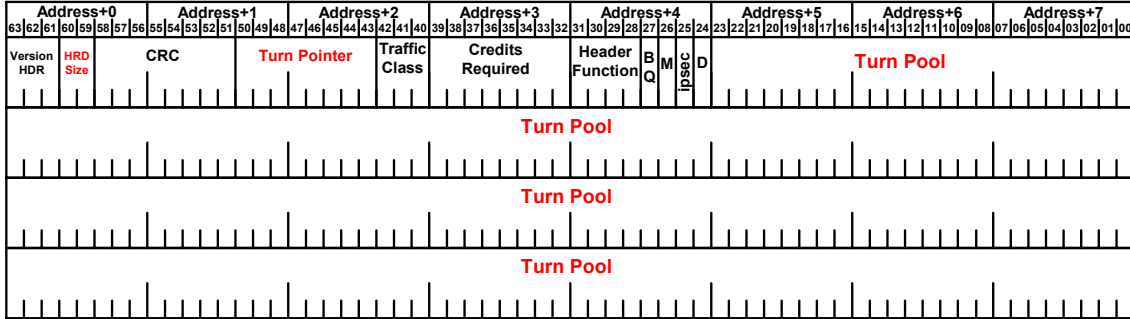 Address+0 Address+1 Address+2 Address+3 Address+4 Address+5 Address+6 Address+7
63 62 61 60 59 58 57 56 55 54 53 52 51 50 49 48 47 46 45 44 43 42 41 40 39 38 37 36 35 34 33 32 31 30 29 28 27 26 25 24 23 22 21 20 19 18 17 16 15 14 13 12 11 10 09 08 07 06 05 04 03 02 01 00
Version HDR
HRD Size
CRC
Turn Pointer
Traffic Class
Credits Required
Header Function
BQ
M
ipsec
D
Turn Pool
Turn Pool
Turn Pool
Turn Pool